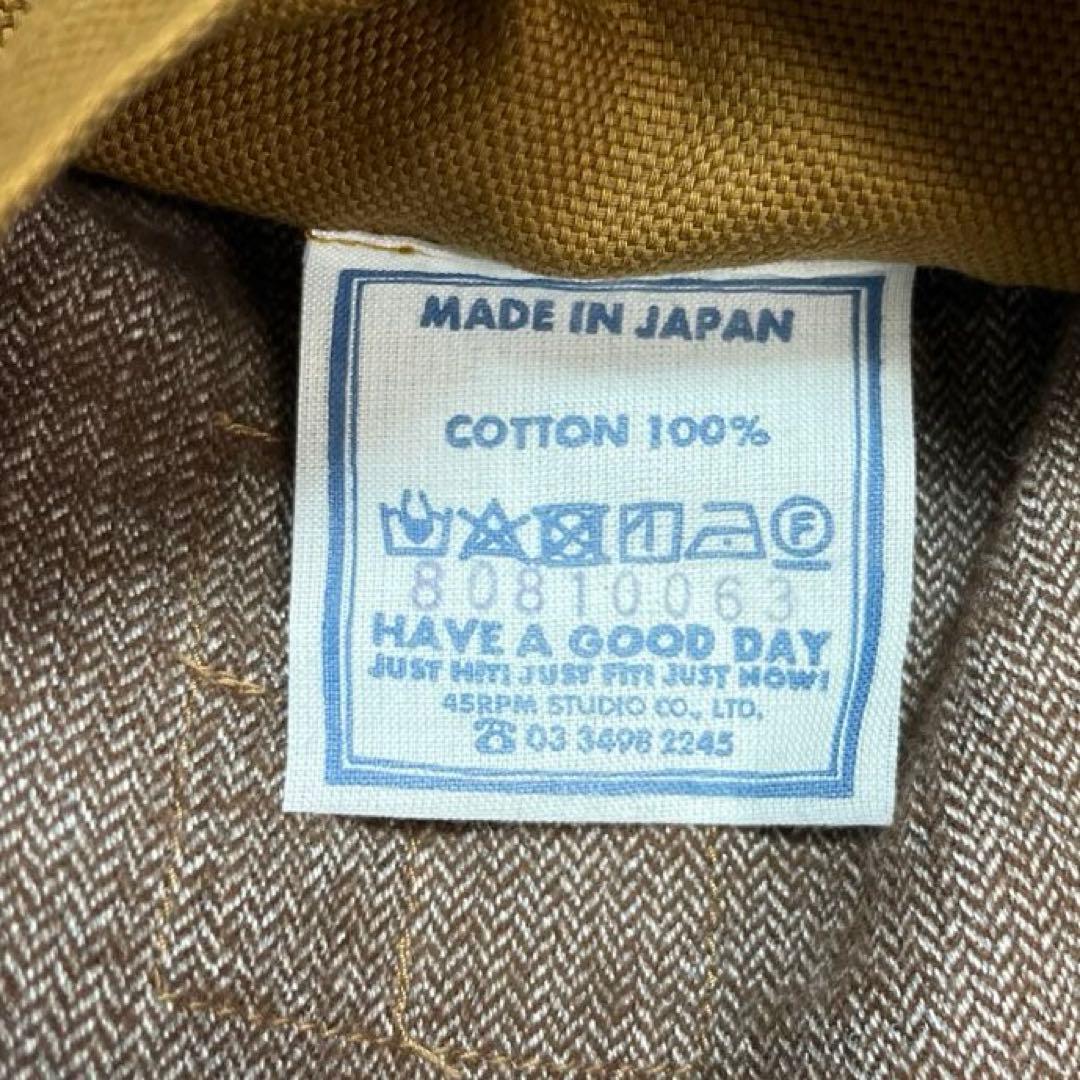 MADE IN JAPAN
COTTON 100%
F
80810063
HAVE A GOOD DAY
JUST HIT! JUST FIT! JUST NOW!
45RPM STUDIO CO., LTD.
☎ 03 3498 2245